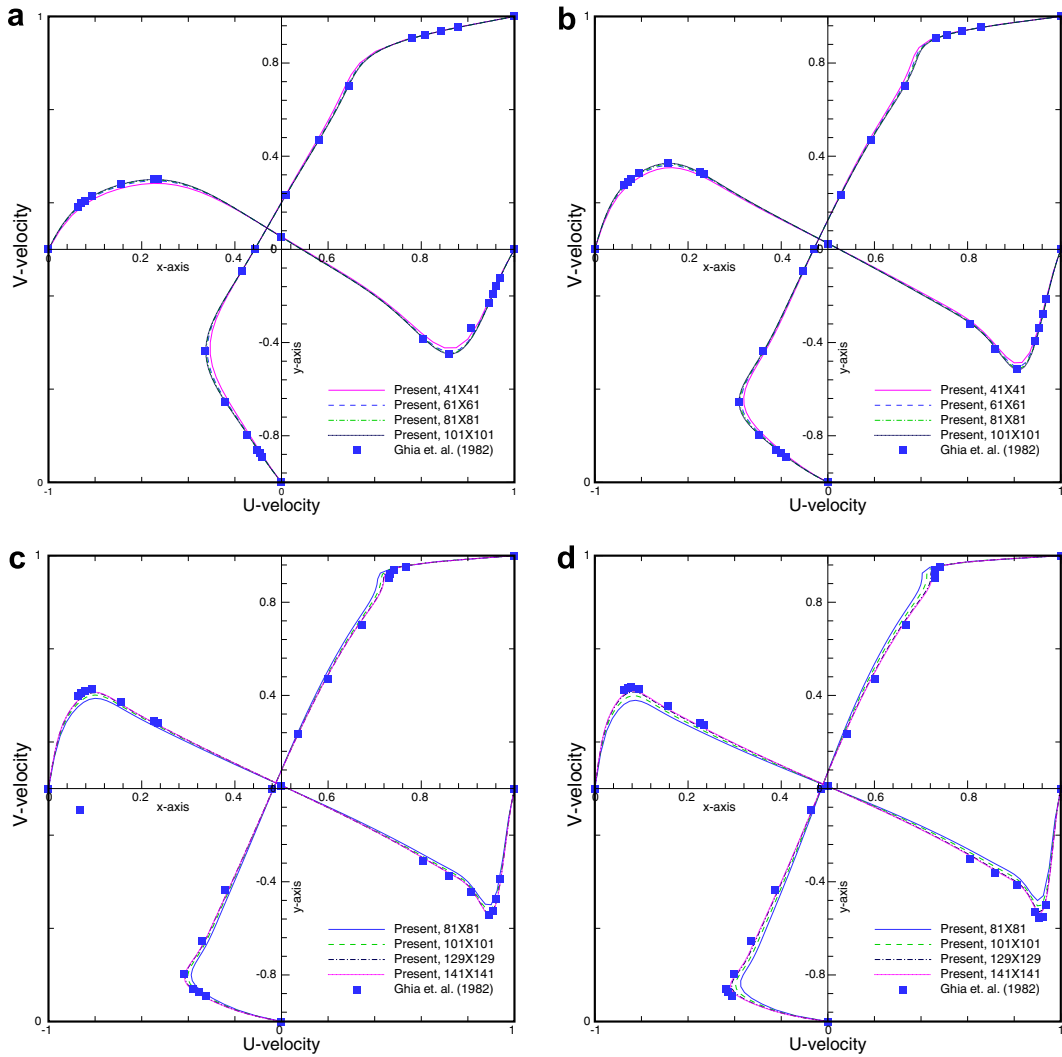 a
1
0.8
0.4
0
V-velocity
0.2
0.4
0.6
0.8
1
x-axis
-0.4
y-axis
-0.8
Present, 41X41
Present, 61X61
Present, 81X81
Present, 101X101
Ghia et. al. (1982)
0
-1
0
1
U-velocity
b
1
0.8
0.4
0
V-velocity
0.2
0.4
0.6
0.8
1
x-axis
-0.4
y-axis
-0.8
Present, 41X41
Present, 61X61
Present, 81X81
Present, 101X101
Ghia et. al. (1982)
0
-1
0
1
U-velocity
c
1
0.8
0.4
0
V-velocity
0.2
0.4
0.6
0.8
1
x-axis
-0.4
y-axis
-0.8
Present, 81X81
Present, 101X101
Present, 129X129
Present, 141X141
Ghia et. al. (1982)
0
-1
0
1
U-velocity
d
1
0.8
0.4
0
V-velocity
0.2
0.4
0.6
0.8
1
x-axis
-0.4
y-axis
-0.8
Present, 81X81
Present, 101X101
Present, 129X129
Present, 141X141
Ghia et. al. (1982)
0
-1
0
1
U-velocity